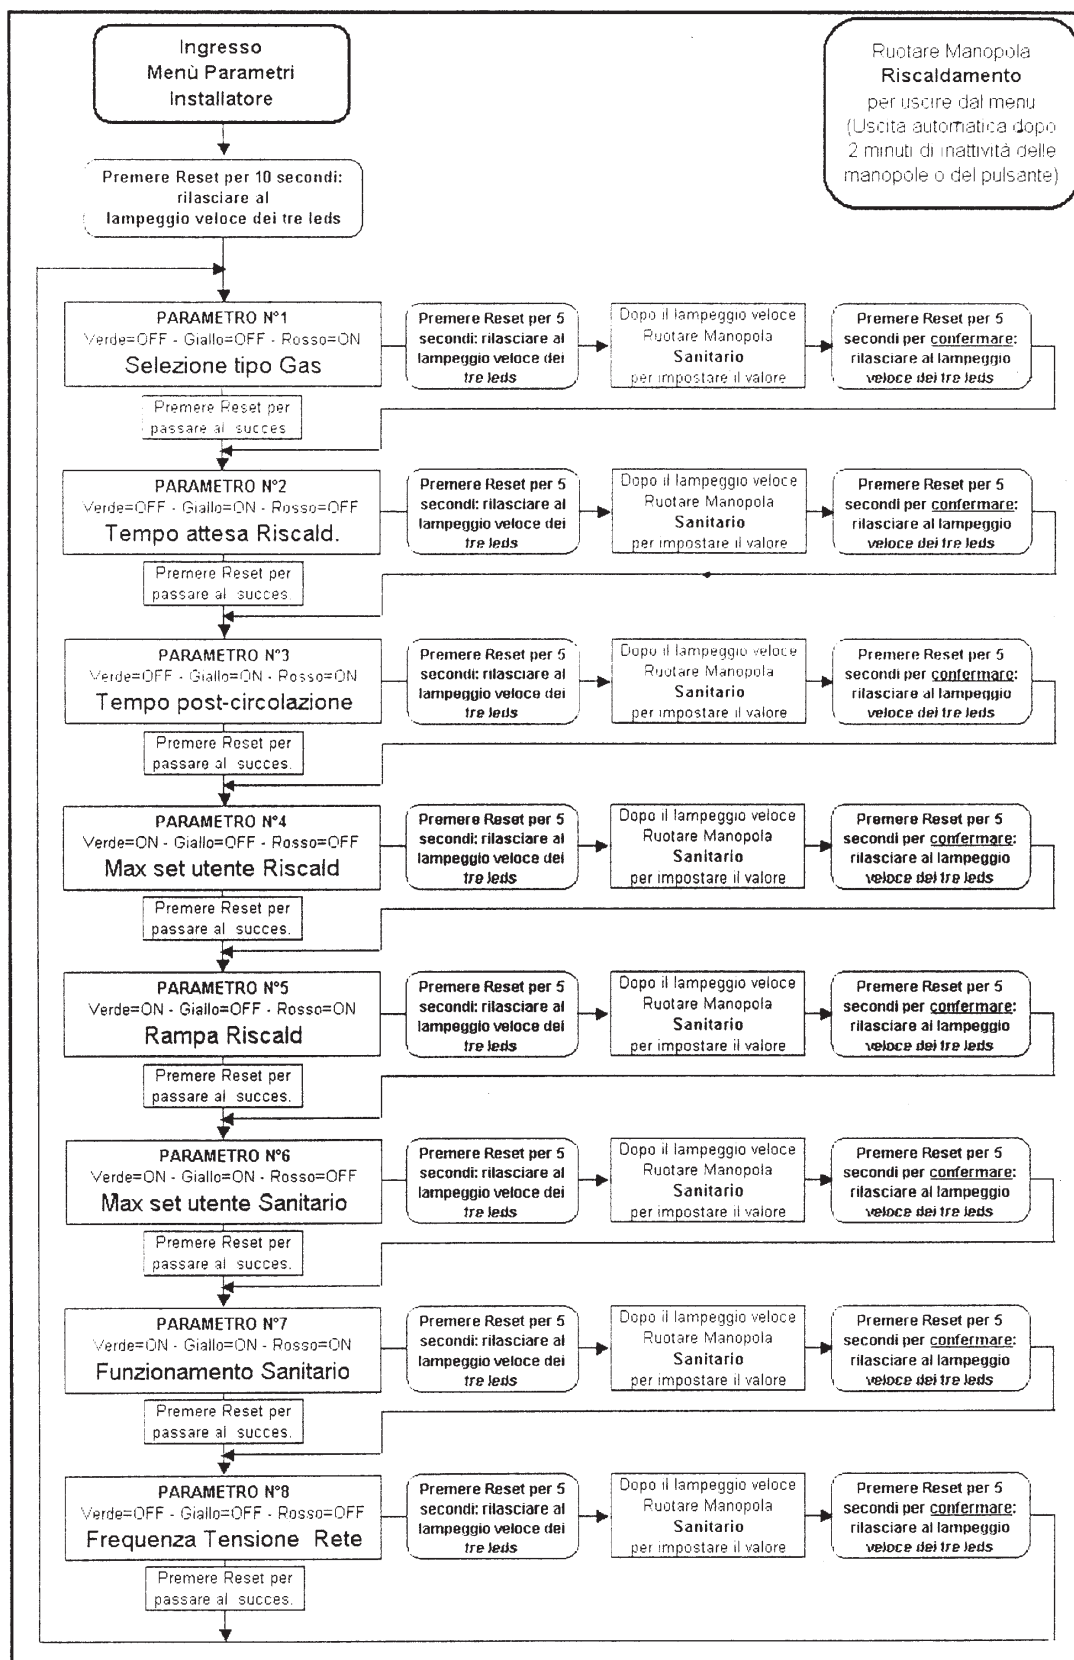 Ingresso
Menù Parametri
Installatore
Ruotare Manopola
Riscaldamento
per uscire dal menu
(Uscita automatica dopo
2 minuti di inattività delle
manopole o del pulsante)
Premere Reset per 10 secondi:
rilasciare al
lampeggio veloce dei tre leds
PARAMETRO N°1
Verde=OFF - Giallo=OFF - Rosso=ON
Selezione tipo Gas
Premere Reset per 5
secondi: rilasciare al
lampeggio veloce dei
tre leds
Dopo il lampeggio veloce
Ruotare Manopola
Sanitario
per impostare il valore
Premere Reset per 5
secondi per confermare:
rilasciare al lampeggio
veloce dei tre leds
Premere Reset per
passare al succes
PARAMETRO N°2
Verde=OFF - Giallo=ON - Rosso=OFF
Tempo attesa Riscald.
Premere Reset per 5
secondi: rilasciare al
lampeggio veloce dei
tre leds
Dopo il lampeggio veloce
Ruotare Manopola
Sanitario
per impostare il valore
Premere Reset per 5
secondi per confermare:
rilasciare al lampeggio
veloce dei tre leds
Premere Reset per
passare al succes.
PARAMETRO N°3
Verde=OFF - Giallo=ON - Rosso=ON
Tempo post-circolazione
Premere Reset per 5
secondi: rilasciare al
lampeggio veloce dei
tre leds
Dopo il lampeggio veloce
Ruotare Manopola
Sanitario
per impostare il valore
Premere Reset per 5
secondi per confermare:
rilasciare al lampeggio
veloce dei tre leds
Premere Reset per
passare al succes.
PARAMETRO N°4
Verde=ON - Giallo=OFF - Rosso=OFF
Max set utente Riscald
Premere Reset per 5
secondi: rilasciare al
lampeggio veloce dei
tre leds
Dopo il lampeggio veloce
Ruotare Manopola
Sanitario
per impostare il valore
Premere Reset per 5
secondi per confermare:
rilasciare al lampeggio
veloce dei tre leds
Premere Reset per
passare al succes.
PARAMETRO N°5
Verde=ON - Giallo=OFF - Rosso=ON
Rampa Riscald
Premere Reset per 5
secondi: rilasciare al
lampeggio veloce dei
tre leds
Dopo il lampeggio veloce
Ruotare Manopola
Sanitario
per impostare il valore
Premere Reset per 5
secondi per confermare:
rilasciare al lampeggio
veloce dei tre leds
Premere Reset per
passare al succes.
PARAMETRO N°6
Verde=ON - Giallo=ON - Rosso=OFF
Max set utente Sanitario
Premere Reset per 5
secondi: rilasciare al
lampeggio veloce dei
tre leds
Dopo il lampeggio veloce
Ruotare Manopola
Sanitario
per impostare il valore
Premere Reset per 5
secondi per confermare:
rilasciare al lampeggio
veloce dei tre leds
Premere Reset per
passare al succes.
PARAMETRO N°7
Verde=ON - Giallo=ON - Rosso=ON
Funzionamento Sanitario
Premere Reset per 5
secondi: rilasciare al
lampeggio veloce dei
tre leds
Dopo il lampeggio veloce
Ruotare Manopola
Sanitario
per impostare il valore
Premere Reset per 5
secondi per confermare:
rilasciare al lampeggio
veloce dei tre leds
Premere Reset per
passare al succes.
PARAMETRO N°8
Verde=OFF - Giallo=OFF - Rosso=OFF
Frequenza Tensione Rete
Premere Reset per 5
secondi: rilasciare al
lampeggio veloce dei
tre leds
Dopo il lampeggio veloce
Ruotare Manopola
Sanitario
per impostare il valore
Premere Reset per 5
secondi per confermare:
rilasciare al lampeggio
veloce dei tre leds
Premere Reset per
passare al succes.